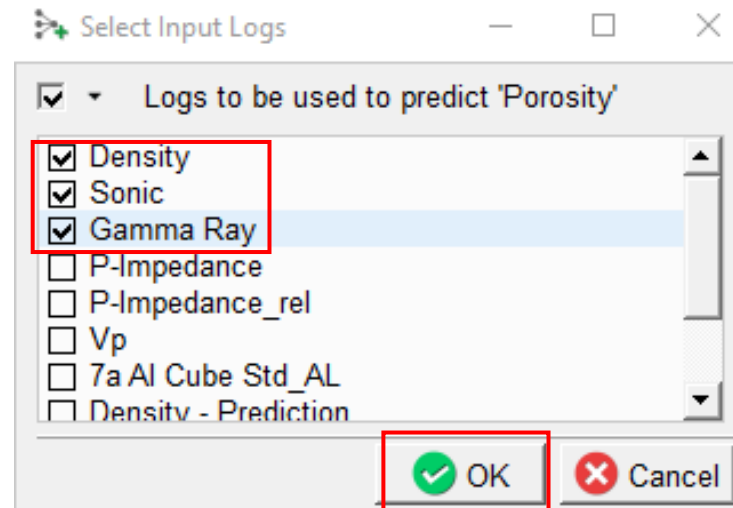 Select Input Logs
Logs to be used to predict 'Porosity'
Density
Sonic
Gamma Ray
P-Impedance
P-Impedance_rel
Vp
7a AI Cube Std_AL
Density - Prediction
OK
Cancel